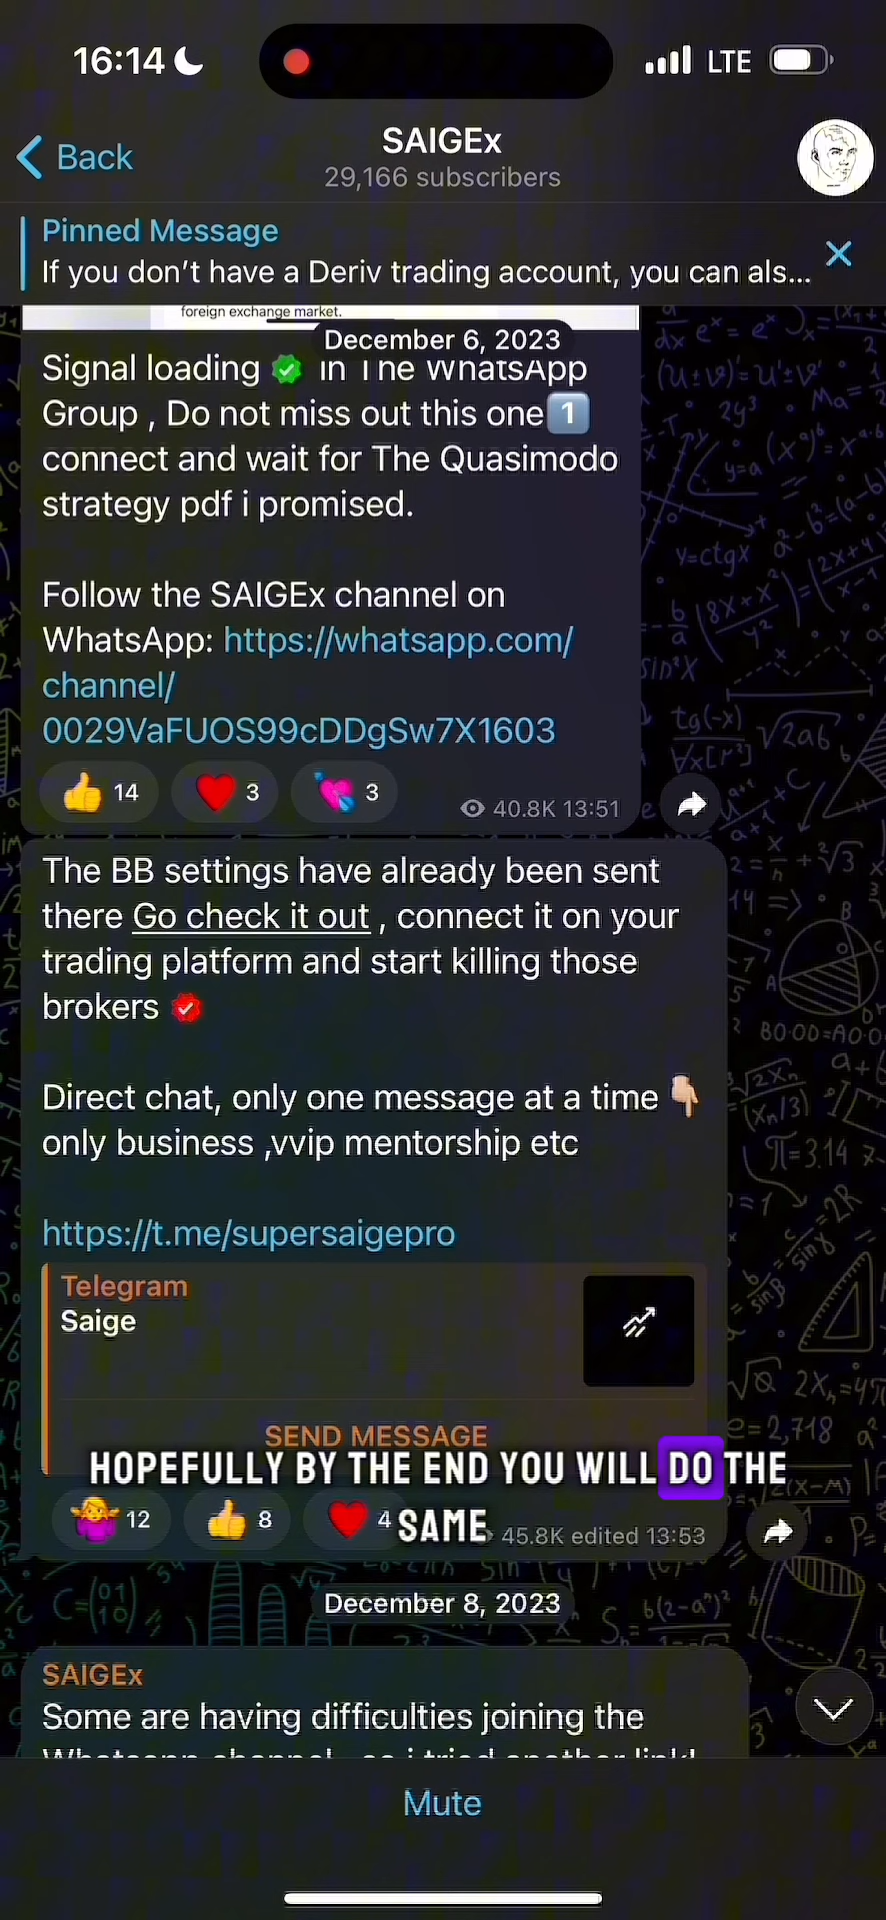 16:14
LTE
Back
SAIGEx
29,166 subscribers
Pinned Message
If you don't have a Deriv trading account, you can als...
foreign exchange market.
December 6, 2023
Signal loading ✅ in The WhatsApp
Group , Do not miss out this one 1️⃣
connect and wait for The Quasimodo
strategy pdf i promised.
Follow the SAIGEx channel on
WhatsApp: https://whatsapp.com/
channel/
0029VaFUOS99cDDgSw7X1603
👍 14 ❤️ 3 💘 3
40.8K 13:51
The BB settings have already been sent
there Go check it out , connect it on your
trading platform and start killing those
brokers
Direct chat, only one message at a time 👇🏼
only business ,vvip mentorship etc
https://t.me/supersaigepro
Telegram
Saige
SEND MESSAGE
HOPEFULLY BY THE END YOU WILL DO THE
SAME
🤷‍♀️ 12 👍 8 ❤️ 4
45.8K edited 13:53
December 8, 2023
SAIGEx
Some are having difficulties joining the
Mute